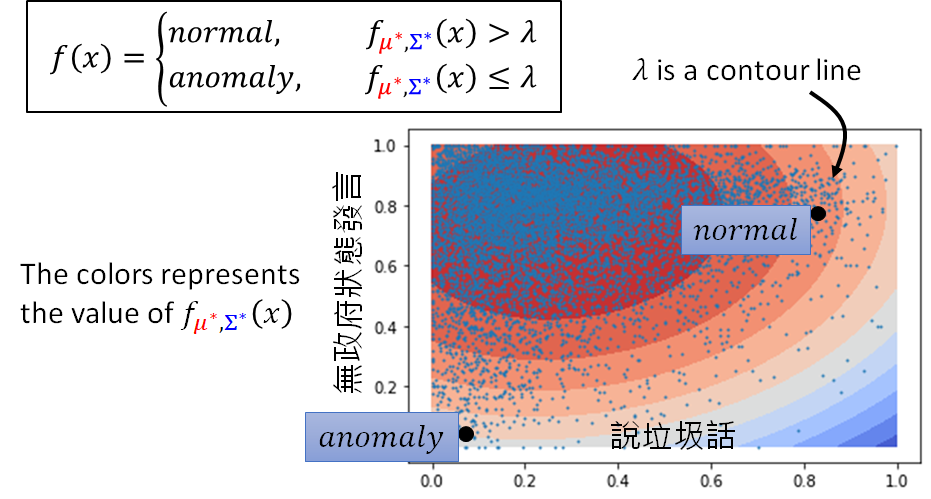 f(x) = { normal, f_{μ*,Σ*}(x) > λ
anomaly, f_{μ*,Σ*}(x) ≤ λ
λ is a contour line
The colors represents
the value of f_{μ*,Σ*}(x)
無政府狀態發言
1.0
0.8
0.6
0.4
0.2
normal
anomaly
說垃圾話
0.0 0.2 0.4 0.6 0.8 1.0